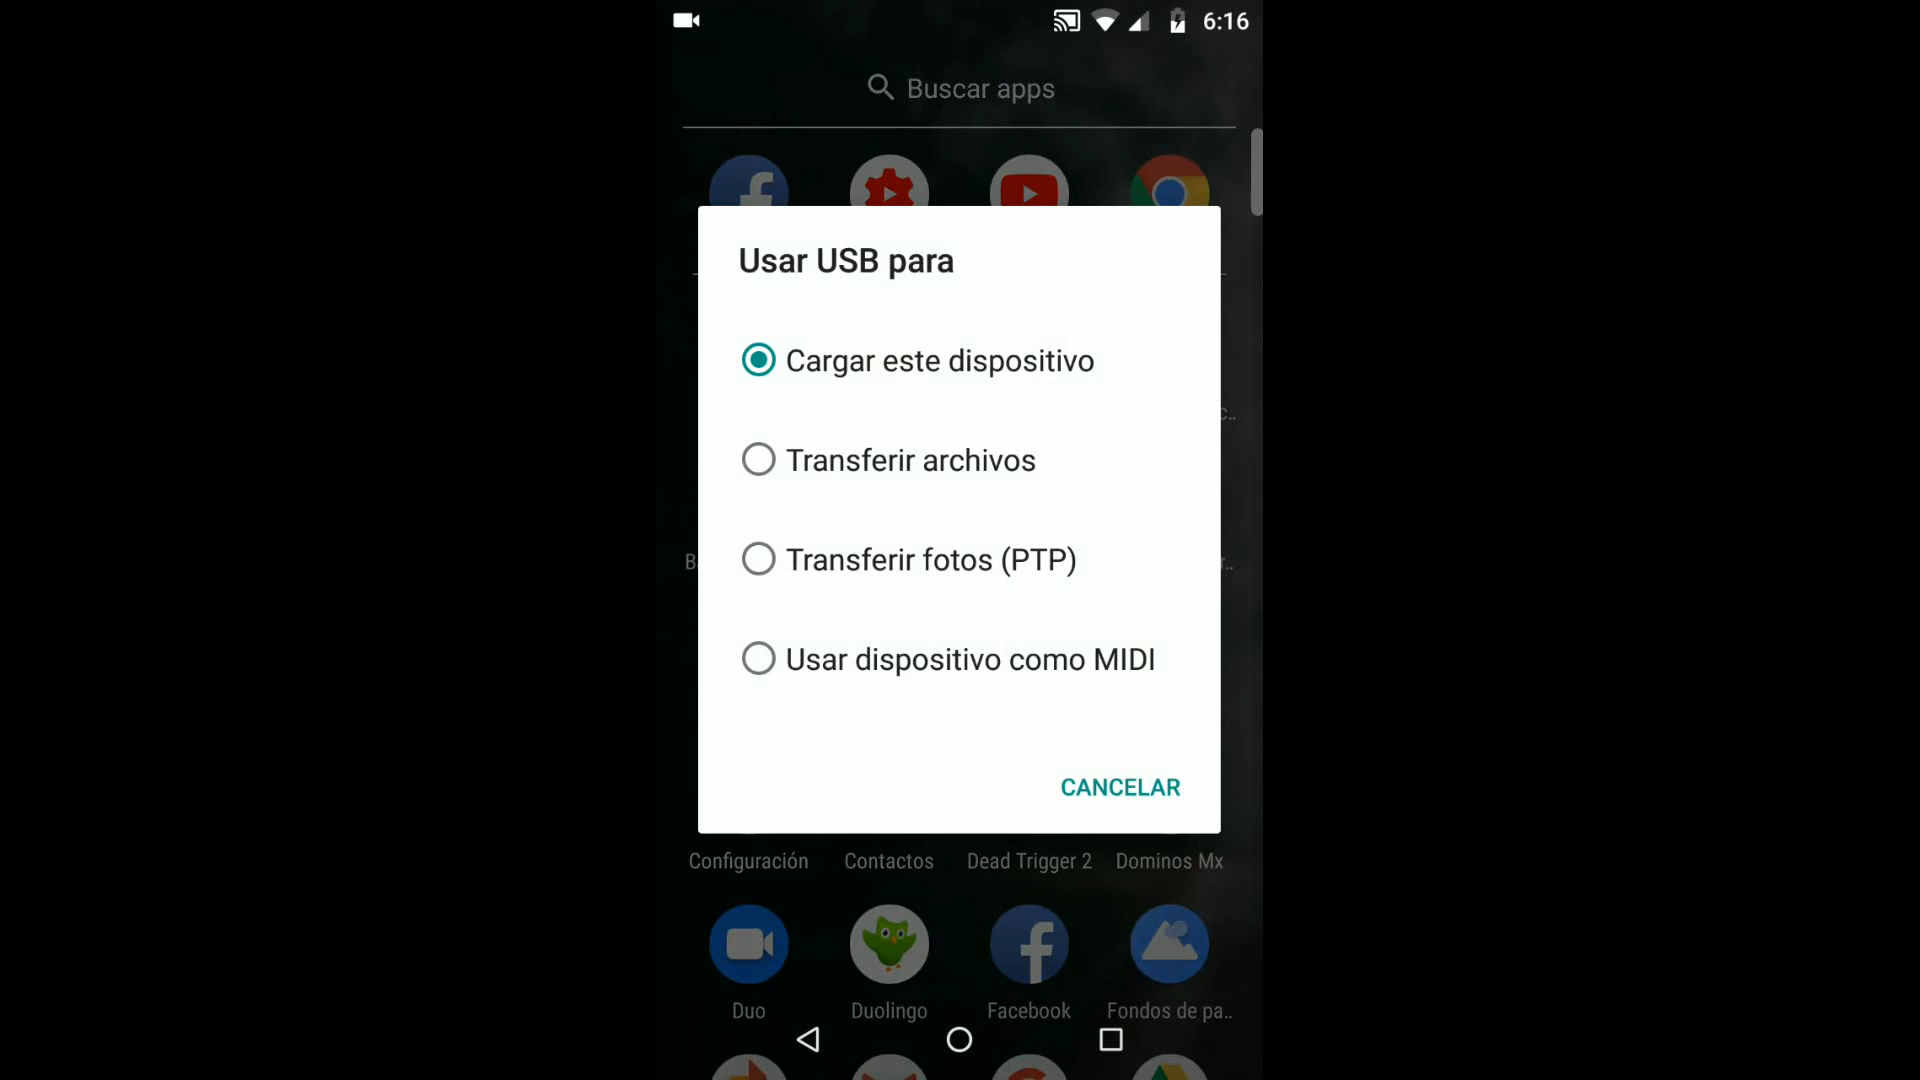 6:16
Buscar apps
Usar USB para
Cargar este dispositivo
Transferir archivos
Transferir fotos (PTP)
Usar dispositivo como MIDI
CANCELAR
Configuración Contactos Dead Trigger 2 Dominos Mx
Duo Duolingo Facebook Fondos de pa..